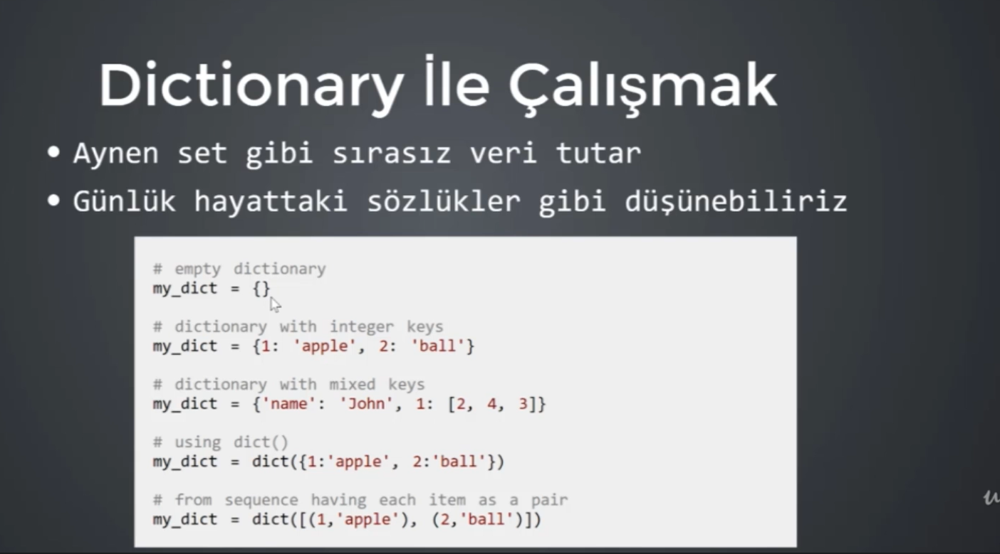 Dictionary İle Çalışmak
• Aynen set gibi sırasız veri tutar
• Günlük hayattaki sözlükler gibi düşünebiliriz
# empty dictionary
my_dict = {}
# dictionary with integer keys
my_dict = {1: 'apple', 2: 'ball'}
# dictionary with mixed keys
my_dict = {'name': 'John', 1: [2, 4, 3]}
# using dict()
my_dict = dict({1:'apple', 2:'ball'})
# from sequence having each item as a pair
my_dict = dict([(1,'apple'), (2,'ball')])